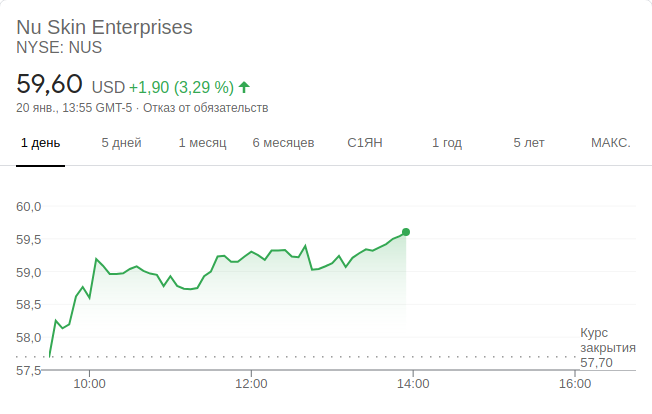 Nu Skin Enterprises
NYSE: NUS
59,60 USD +1,90 (3,29 %)
20 янв., 13:55 GMT-5 · Отказ от обязательств
1 день 5 дней 1 месяц 6 месяцев С1ЯН 1 год 5 лет МАКС.
60,0
59,5
59,0
58,5
58,0
57,5
Курс
закрытия
57,70
10:00 12:00 14:00 16:00